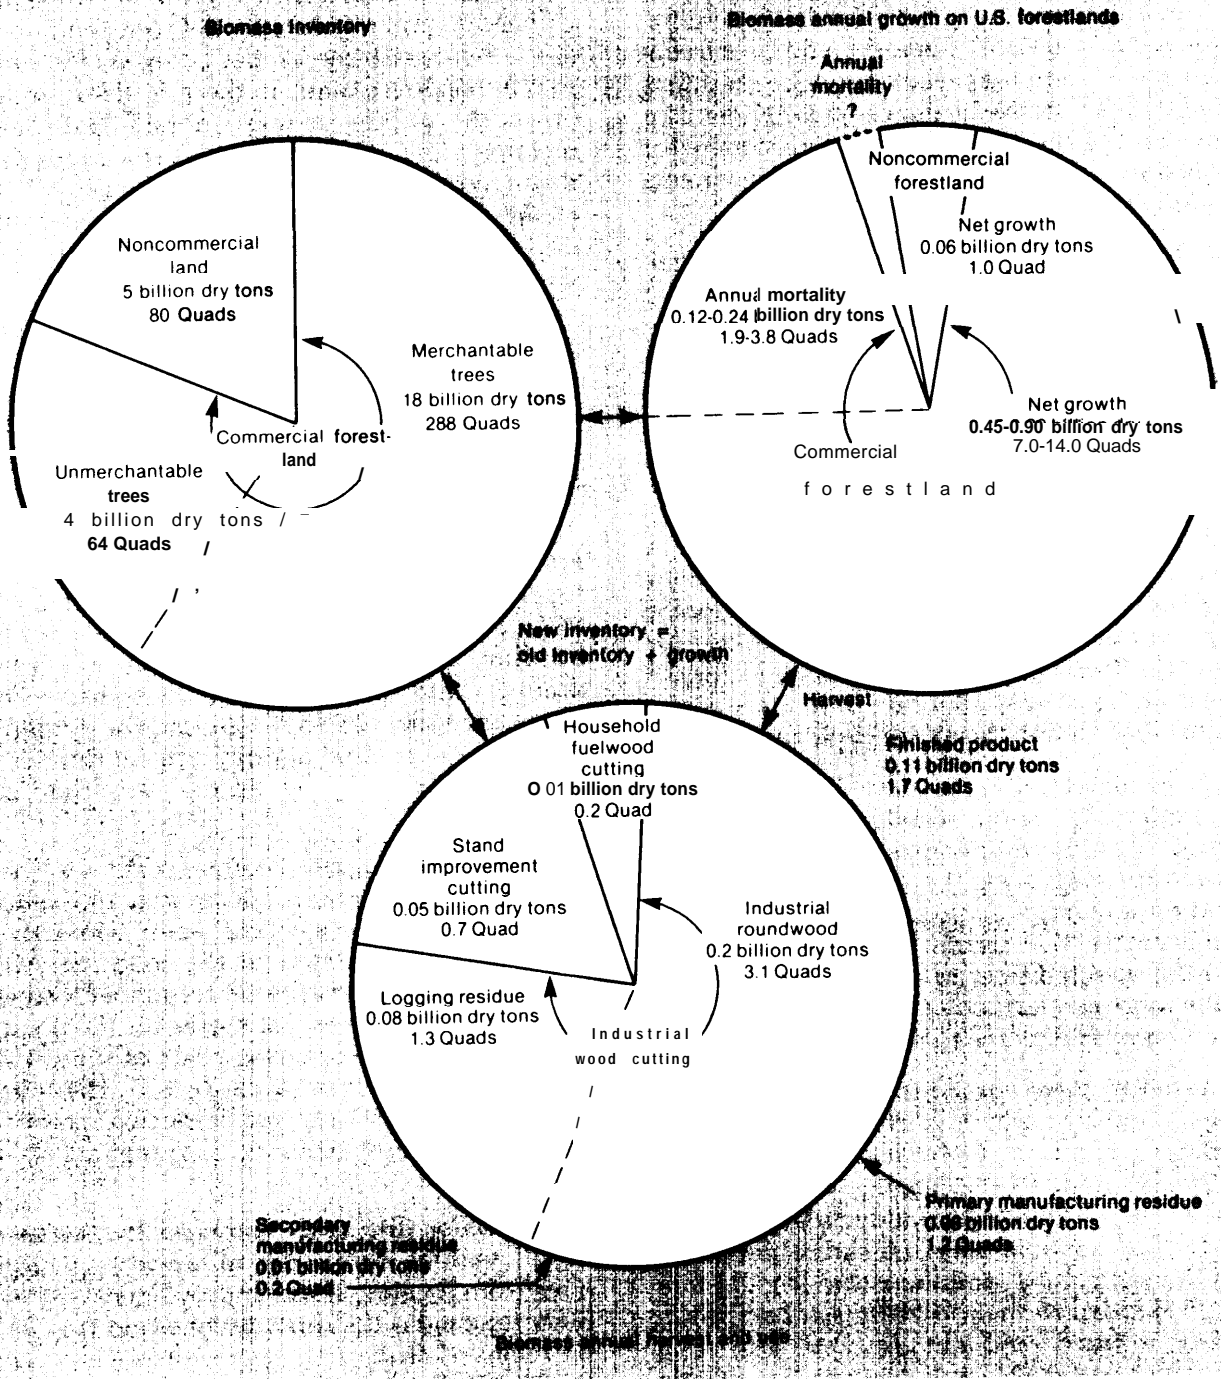 Biomass inventory
Biomass annual growth on U.S. forestlands
Annual
mortality
?
Noncommercial
forestland
Net growth
0.06 billion dry tons
1.0 Quad
Annual mortality
0.12-0.24 billion dry tons
1.9-3.8 Quads
Net growth
0.45-0.90 billion dry tons
7.0-14.0 Quads
Commercial
forestland
Noncommercial
land
5 billion dry tons
80 Quads
Merchantable
trees
18 billion dry tons
288 Quads
Commercial forest-
land
Unmerchantable
trees
4 billion dry tons
64 Quads
New inventory =
old inventory + growth
Harvest
Finished product
0.11 billion dry tons
1.7 Quads
Household
fuelwood
cutting
0 01 billion dry tons
0.2 Quad
Stand
improvement
cutting
0.05 billion dry tons
0.7 Quad
Industrial
roundwood
0.2 billion dry tons
3.1 Quads
Logging residue
0.08 billion dry tons
1.3 Quads
Industrial
wood cutting
Primary manufacturing residue
billion dry tons
1.2 Quads
Secondary
manufacturing residue
0.01 billion dry tons
0.2 Quad
Biomass annual harvest and use